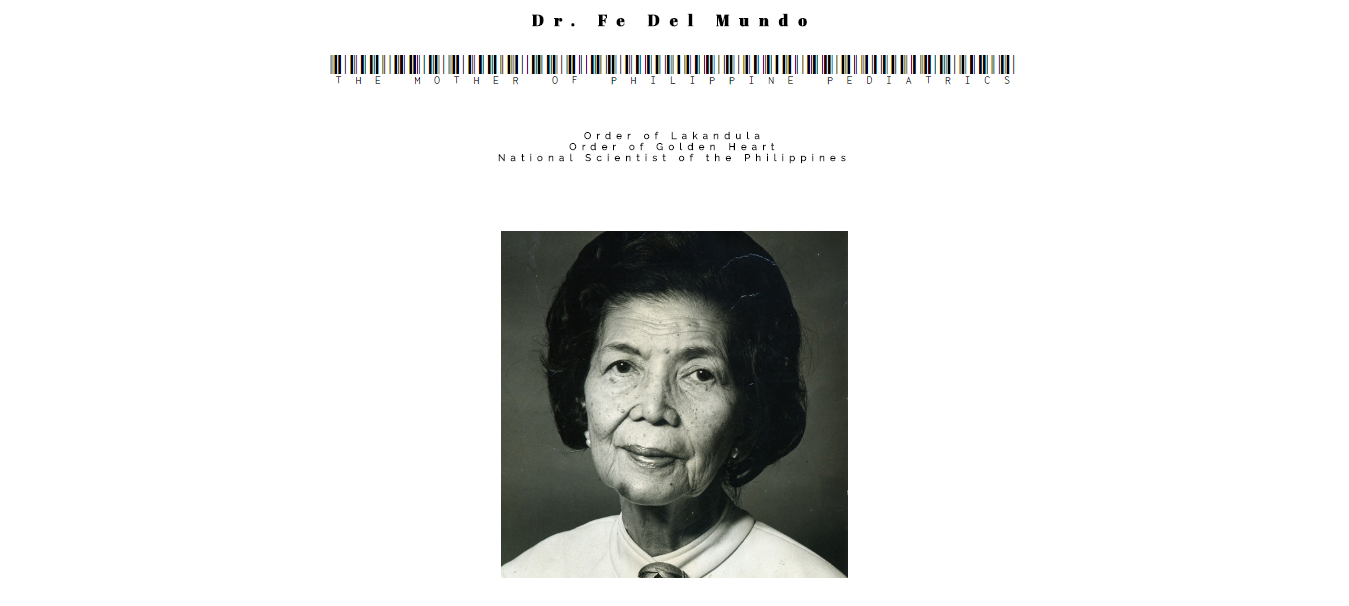 Dr. Fe Del Mundo
THE MOTHER OF PHILIPPINE PEDIATRICS
Order of Lakandula
Order of Golden Heart
National Scientist of the Philippines